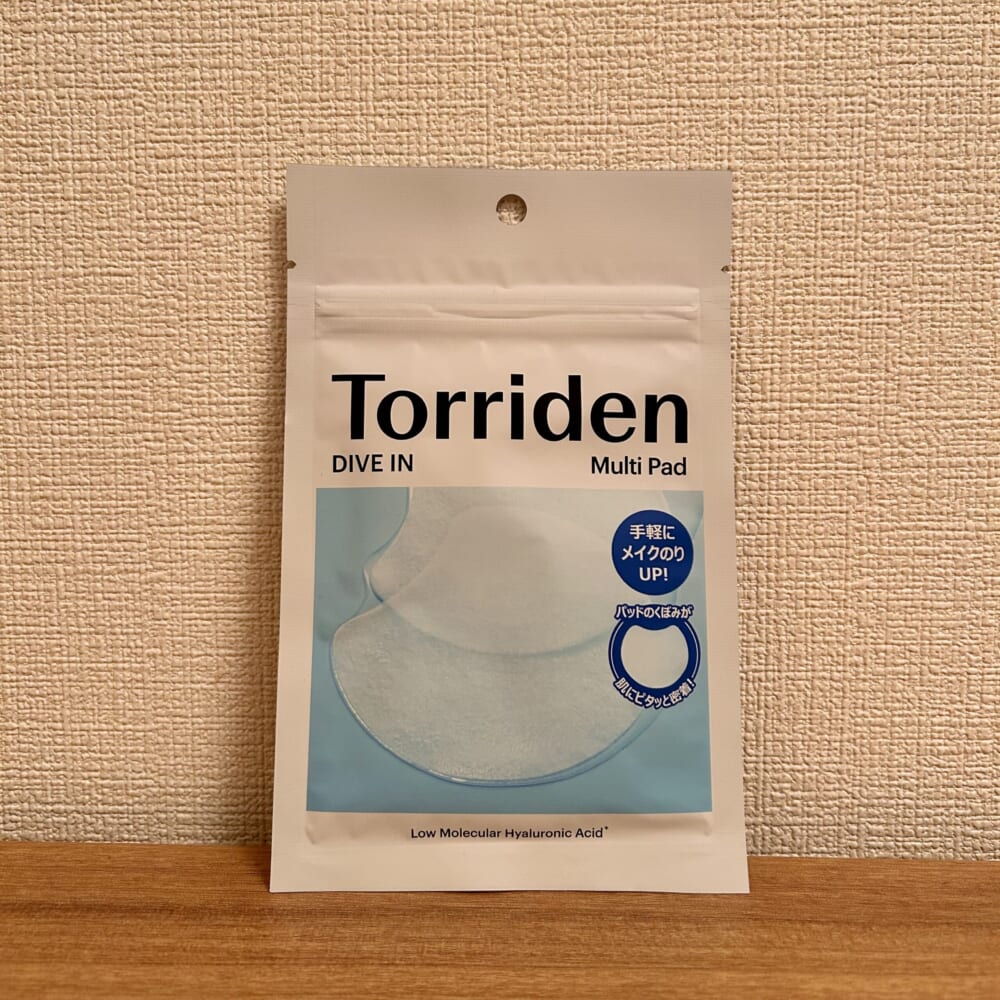 Torriden
DIVE IN
Multi Pad
手軽に
メイクのり
UP!
パッドのくぼみが
肌にピタッと密着!
Low Molecular Hyaluronic Acid*